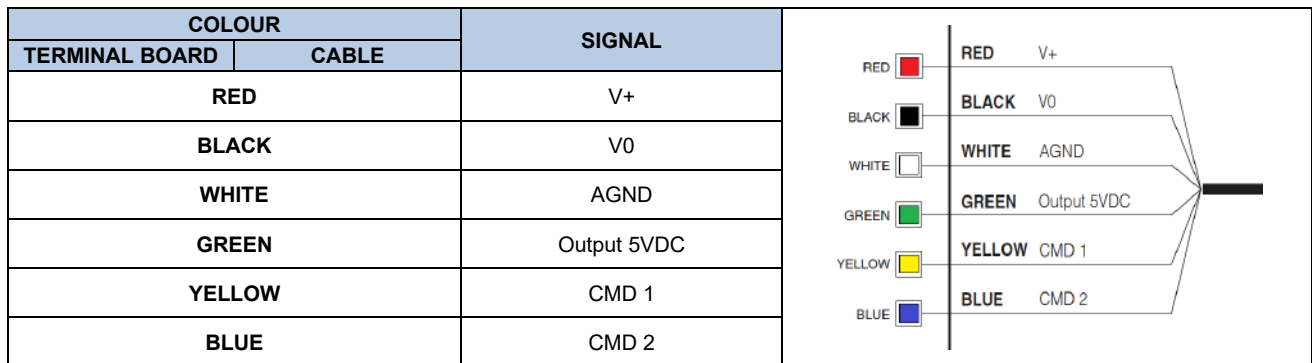 COLOUR
SIGNAL
TERMINAL BOARD CABLE
RED V+
BLACK V0
WHITE AGND
GREEN Output 5VDC
YELLOW CMD 1
BLUE CMD 2
RED RED V+
BLACK BLACK V0
WHITE WHITE AGND
GREEN GREEN Output 5VDC
YELLOW YELLOW CMD 1
BLUE BLUE CMD 2